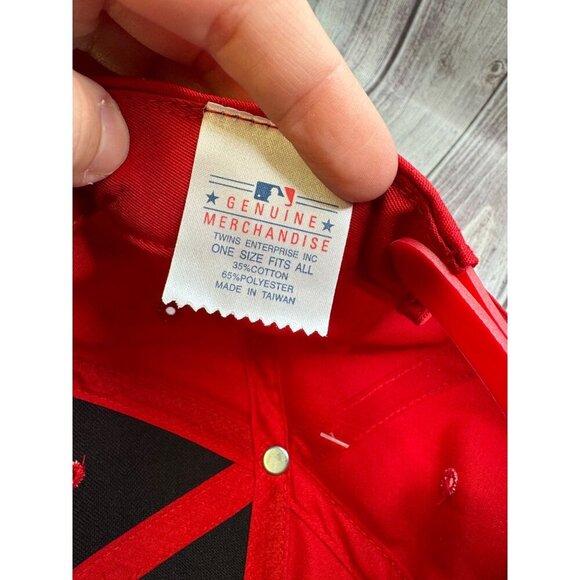 GENUINE
MERCHANDISE
TWINS ENTERPRISE INC
ONE SIZE FITS ALL
35%COTTON
65%POLYESTER
MADE IN TAIWAN